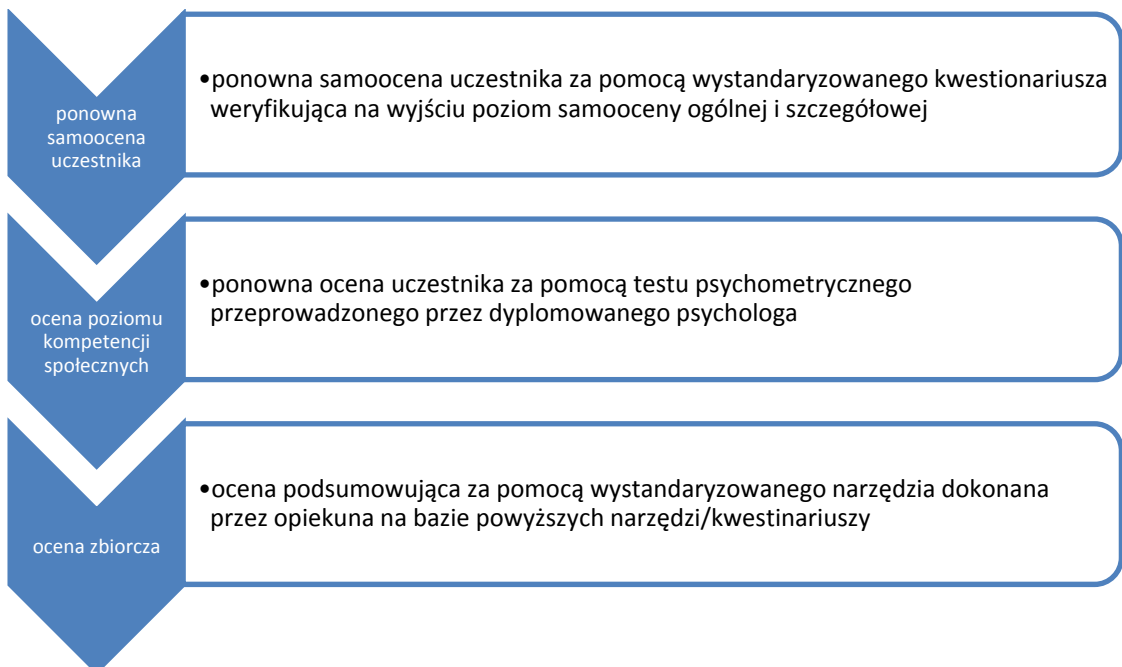 ponowna
samoocena
uczestnika
•ponowna samoocena uczestnika za pomocą wystandaryzowanego kwestionariusza
weryfikująca na wyjściu poziom samooceny ogólnej i szczegółowej
ocena poziomu
kompetencji
społecznych
•ponowna ocena uczestnika za pomocą testu psychometrycznego
przeprowadzonego przez dyplomowanego psychologa
ocena zbiorcza
•ocena podsumowująca za pomocą wystandaryzowanego narzędzia dokonana
przez opiekuna na bazie powyższych narzędzi/kwestinariuszy